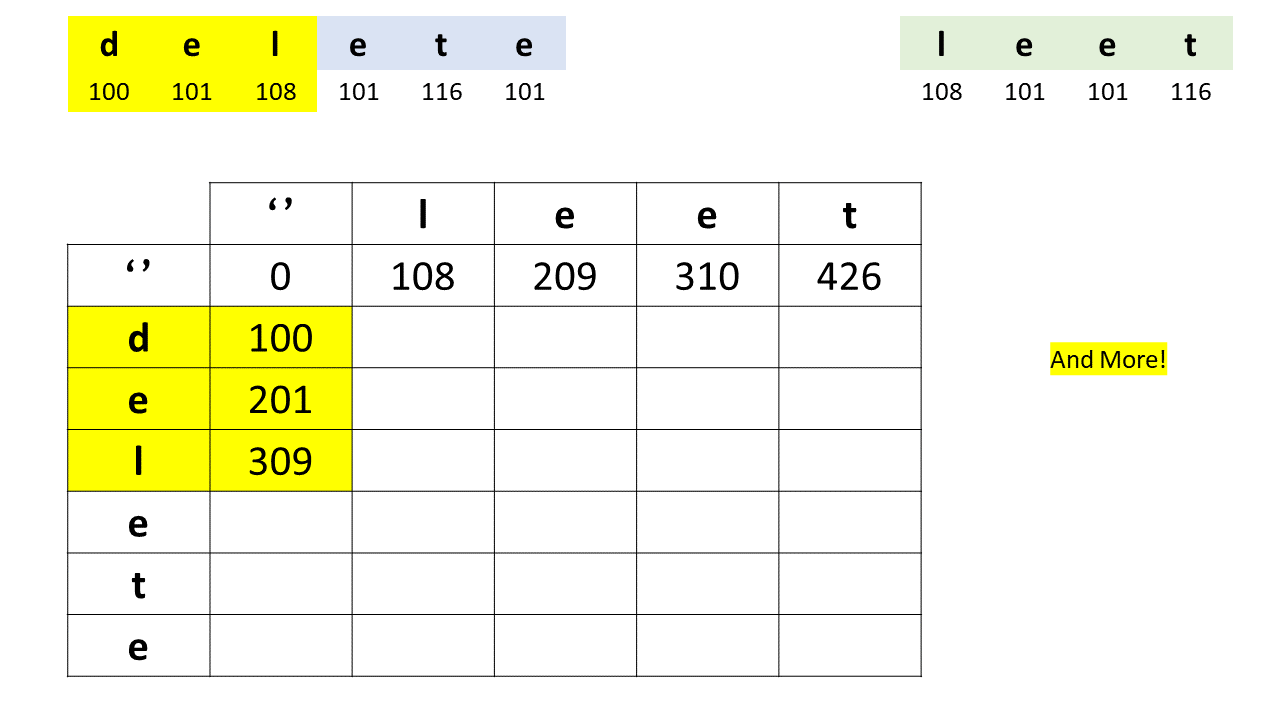 d e l e t e
100 101 108 101 116 101
l e e t
108 101 101 116
‘’ l e e t
‘’ 0 108 209 310 426
d 100
e 201
l 309
e
t
e
And More!